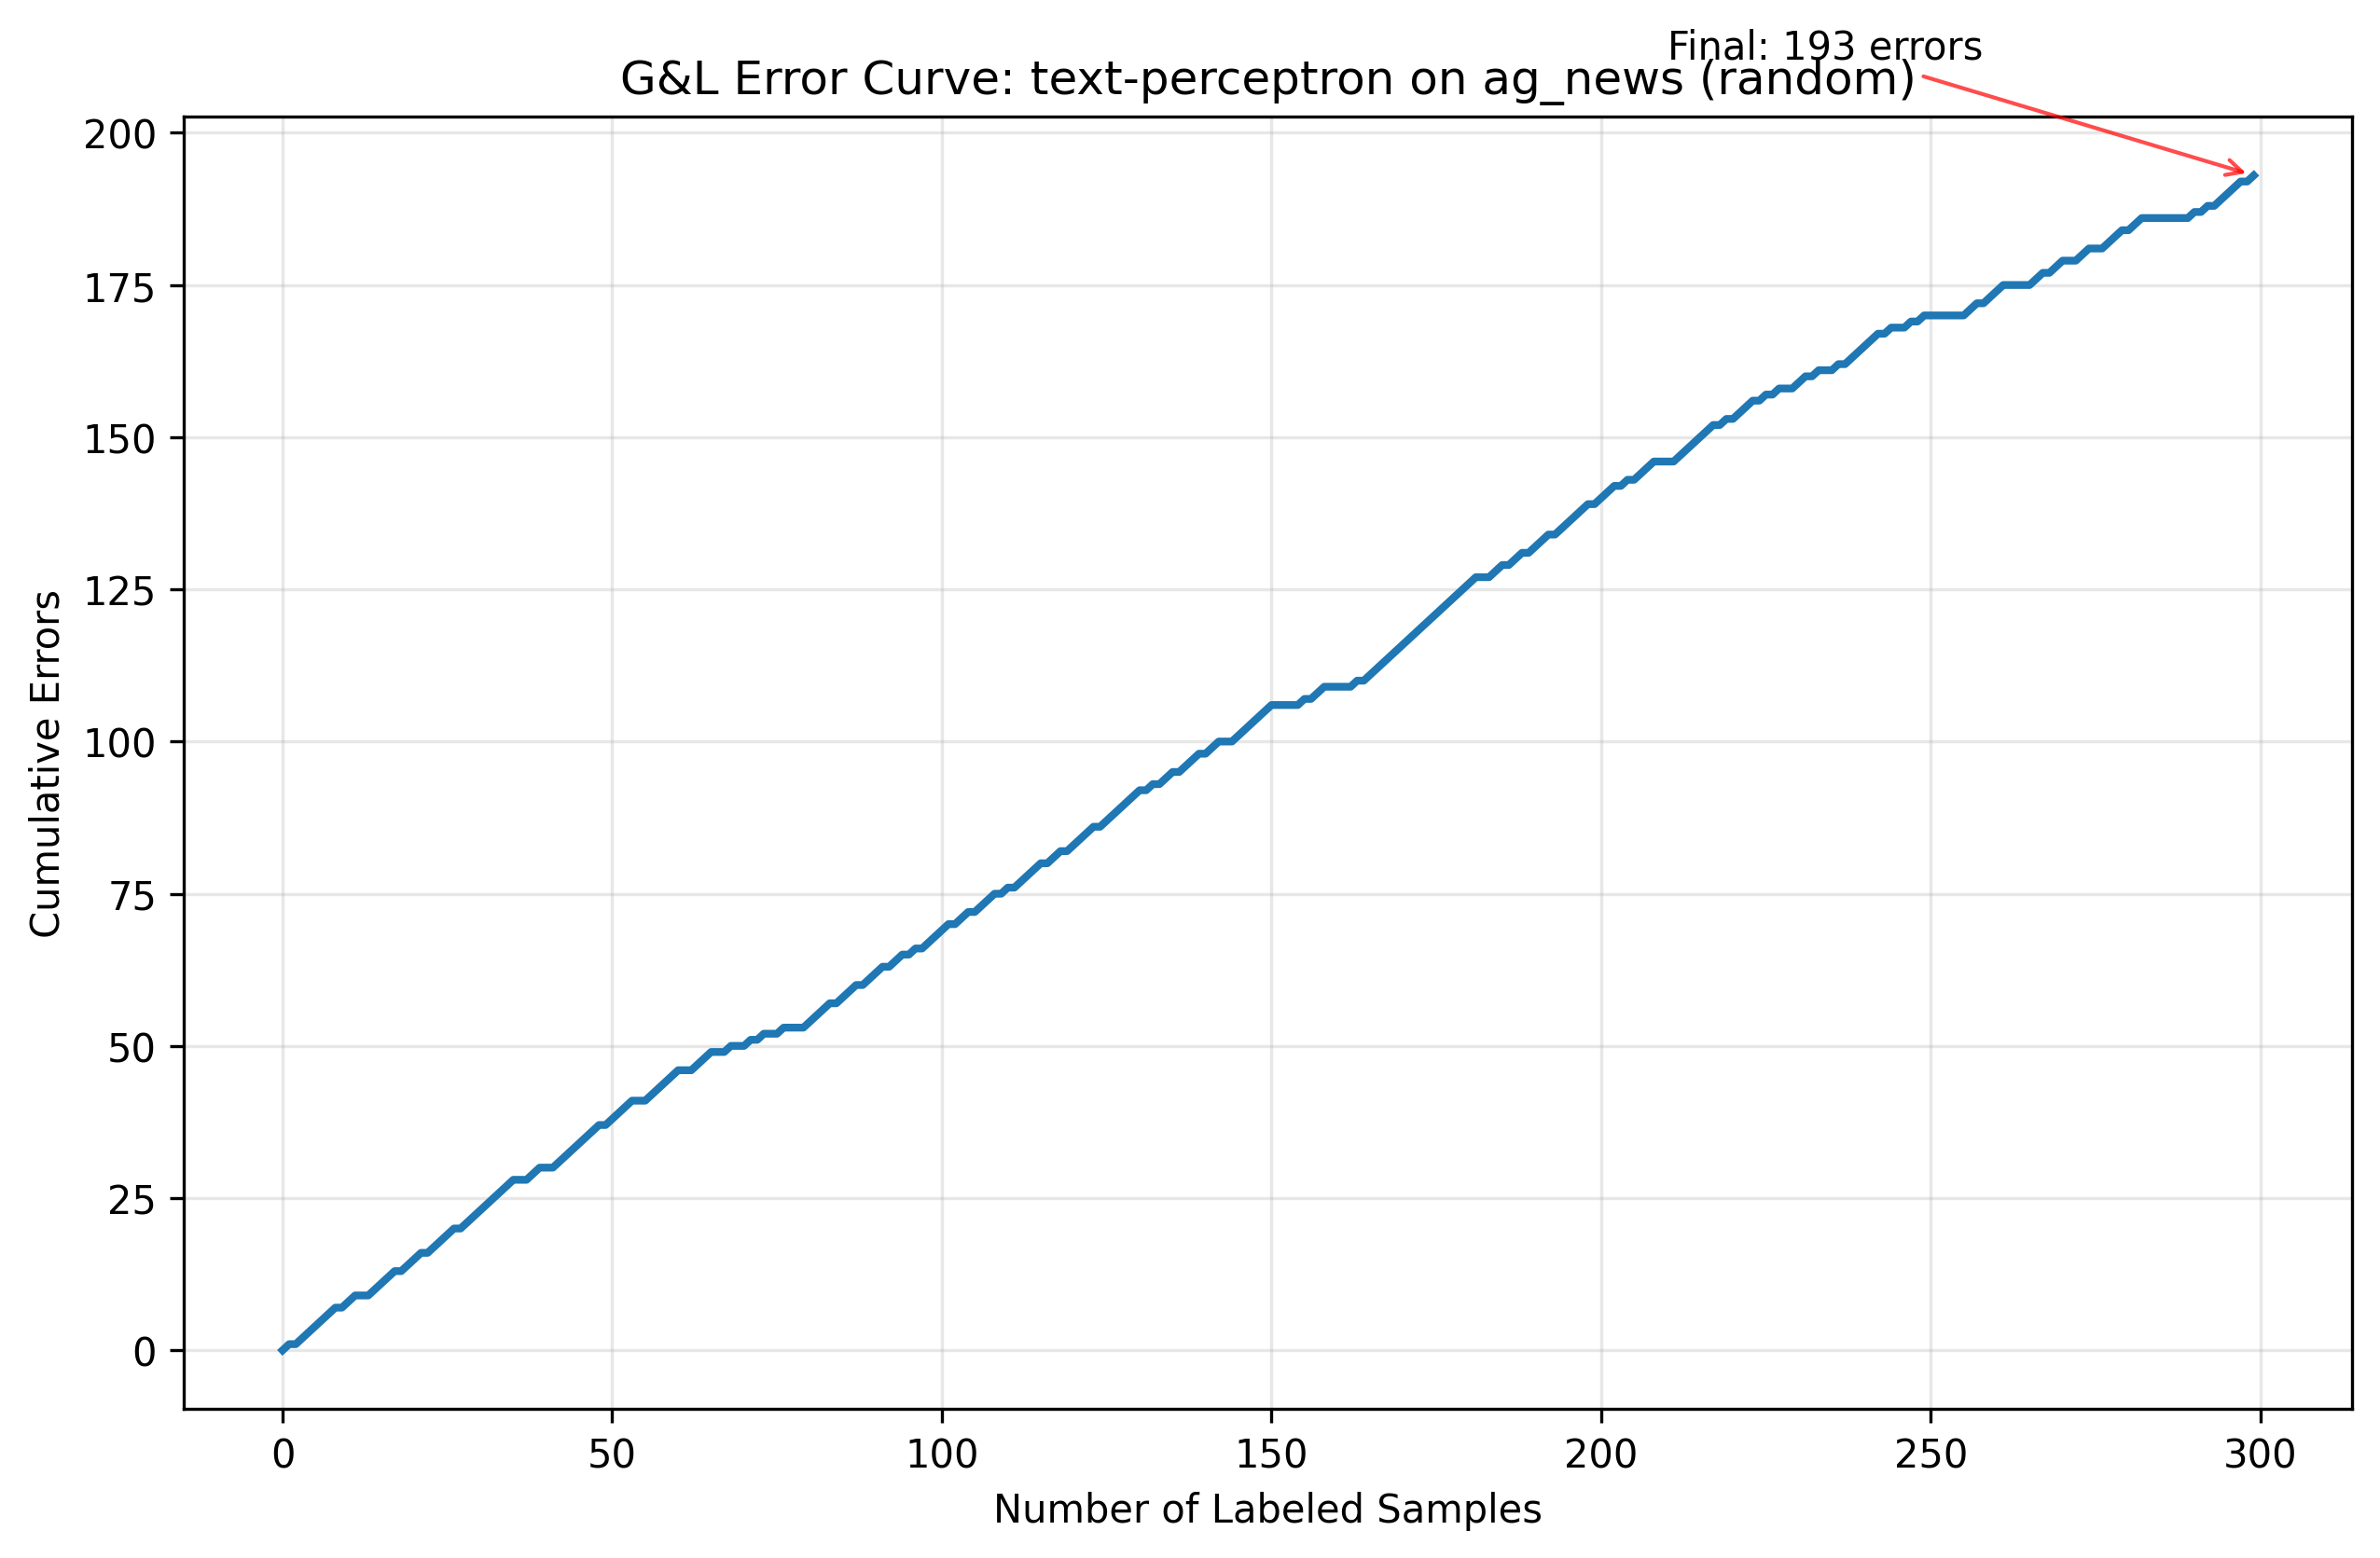 Final: 193 errors
G&L Error Curve: text-perceptron on ag_news (random)
200
175
150
125
100
75
50
25
0
Cumulative Errors
0 50 100 150 200 250 300
Number of Labeled Samples